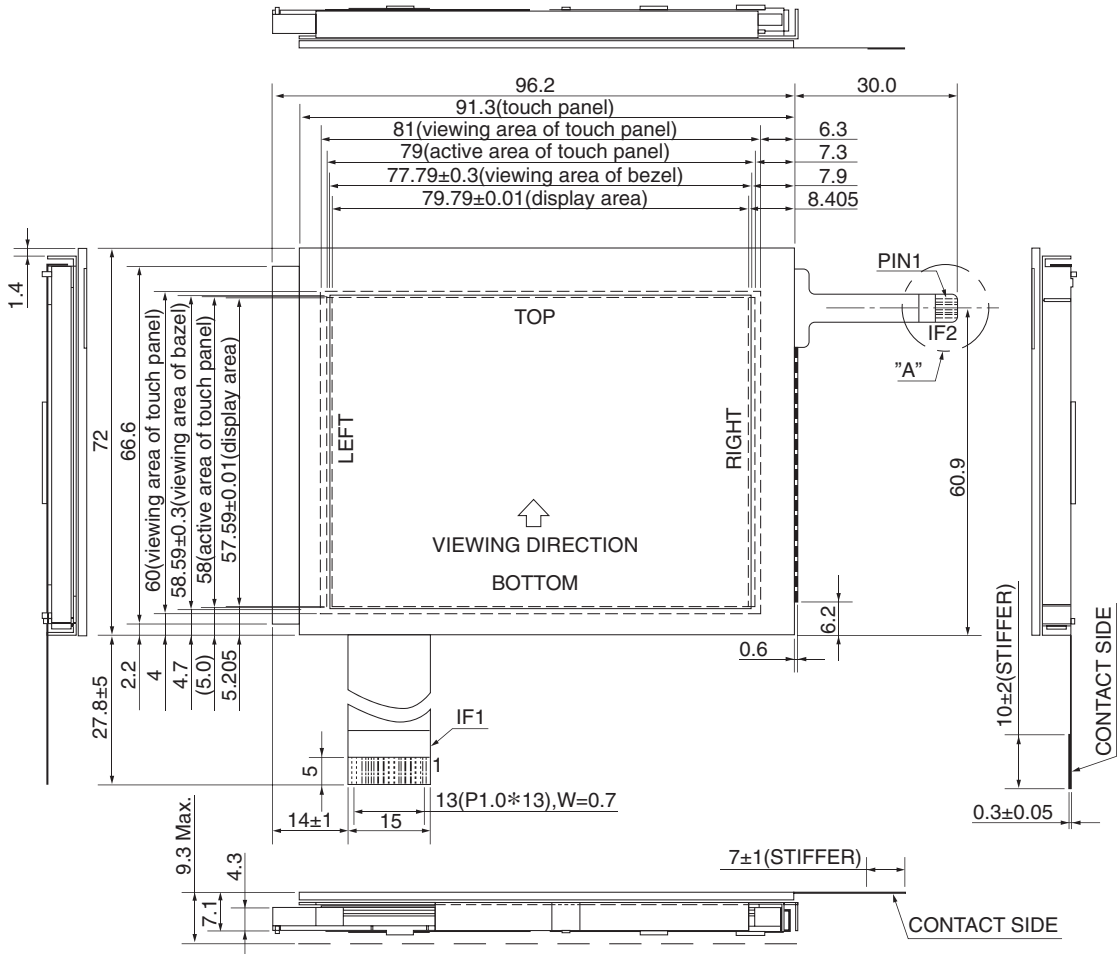 96.2
30.0
91.3(touch panel)
81(viewing area of touch panel)
6.3
79(active area of touch panel)
7.3
77.79±0.3(viewing area of bezel)
7.9
79.79±0.01(display area)
8.405
1.4
72
66.6
60(viewing area of touch panel)
58.59±0.3(viewing area of bazel)
58(active area of touch panel)
57.59±0.01(display area)
TOP
LEFT
RIGHT
VIEWING DIRECTION
BOTTOM
PIN1
IF2
"A"
60.9
6.2
0.6
27.8±5
2.2
4
4.7
(5.0)
5.205
IF1
5
1
13(P1.0*13),W=0.7
14±1
15
10±2(STIFFER)
CONTACT SIDE
0.3±0.05
9.3 Max.
4.3
7.1
7±1(STIFFER)
CONTACT SIDE